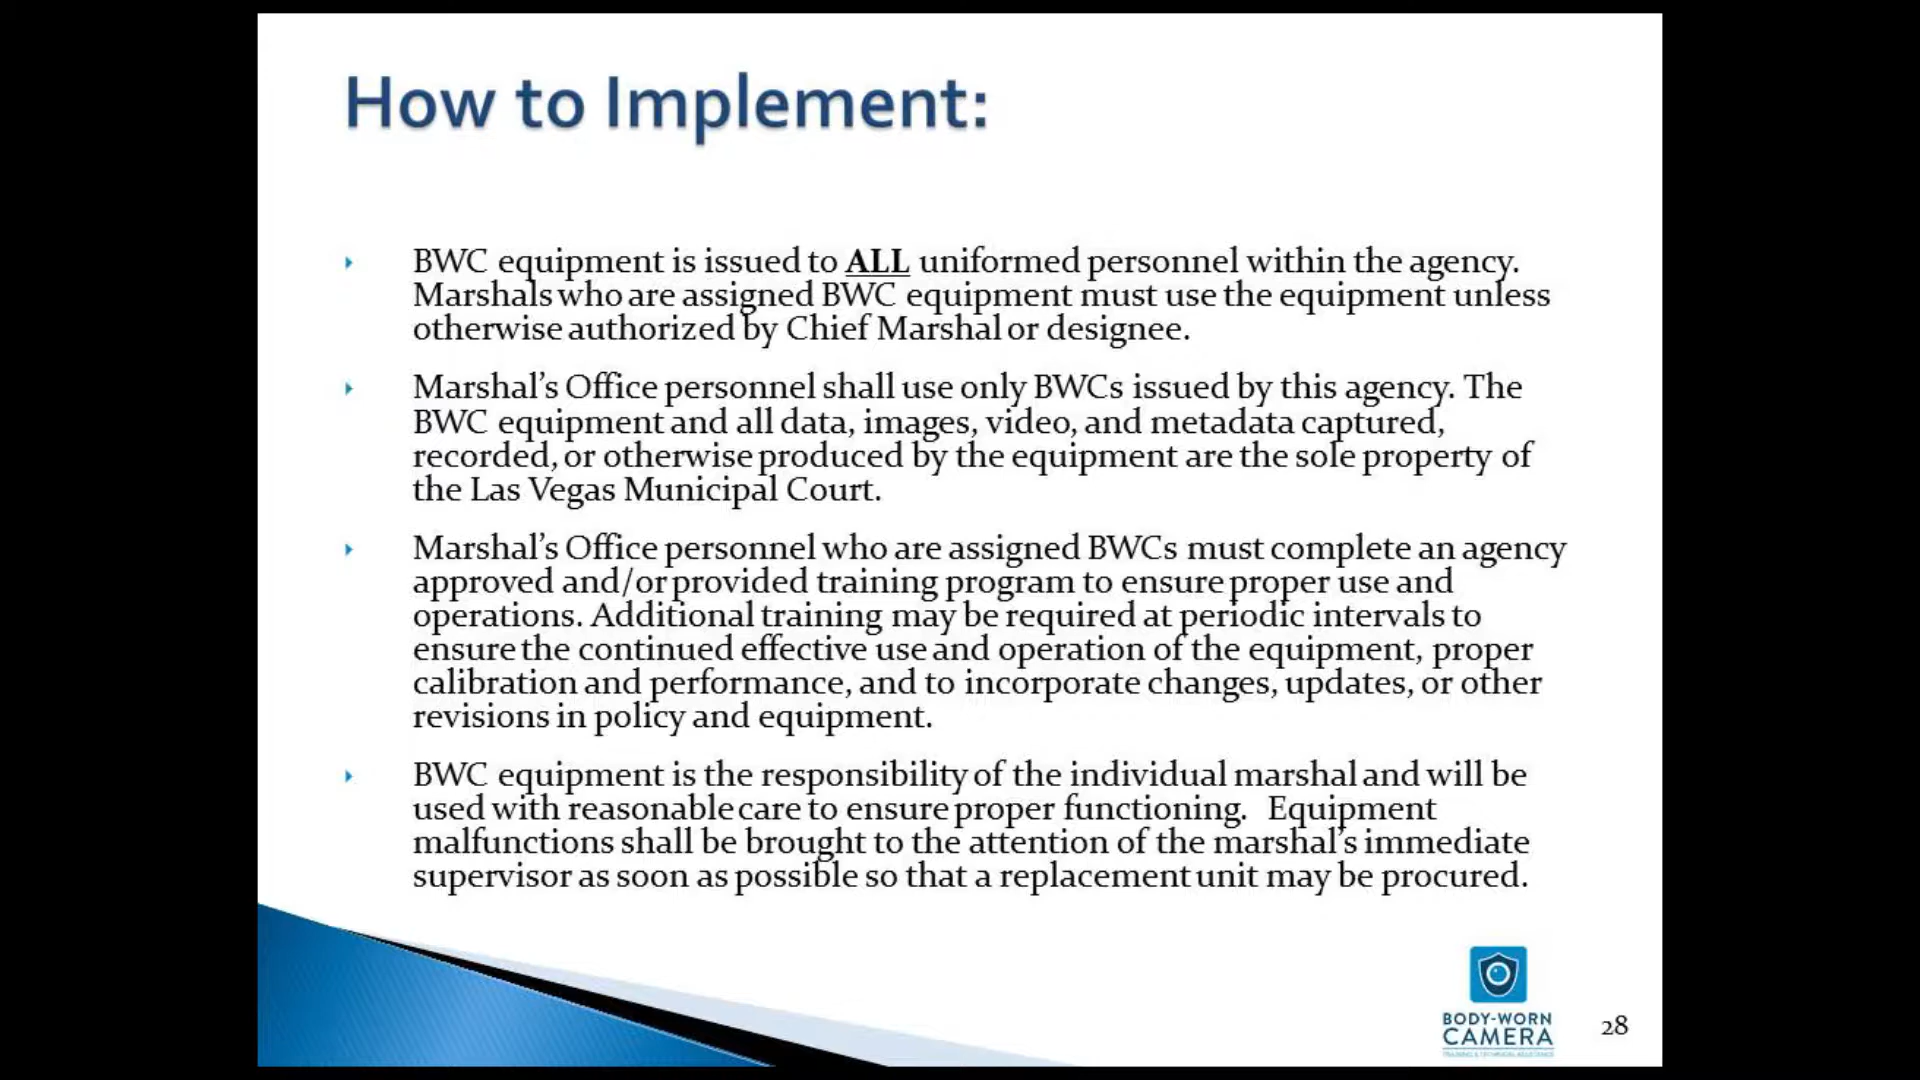 How to Implement:
BWC equipment is issued to ALL uniformed personnel within the agency.
Marshals who are assigned BWC equipment must use the equipment unless
otherwise authorized by Chief Marshal or designee.
Marshal's Office personnel shall use only BWCs issued by this agency. The
BWC equipment and all data, images, video, and metadata captured,
recorded, or otherwise produced by the equipment are the sole property of
the Las Vegas Municipal Court.
Marshal's Office personnel who are assigned BWCs must complete an agency
approved and/or provided training program to ensure proper use and
operations. Additional training may be required at periodic intervals to
ensure the continued effective use and operation of the equipment, proper
calibration and performance, and to incorporate changes, updates, or other
revisions in policy and equipment.
BWC equipment is the responsibility of the individual marshal and will be
used with reasonable care to ensure proper functioning. Equipment
malfunctions shall be brought to the attention of the marshal's immediate
supervisor as soon as possible so that a replacement unit may be procured.
BODY-WORN
CAMERA
TRAINING & TECHNICAL ASSISTANCE
28